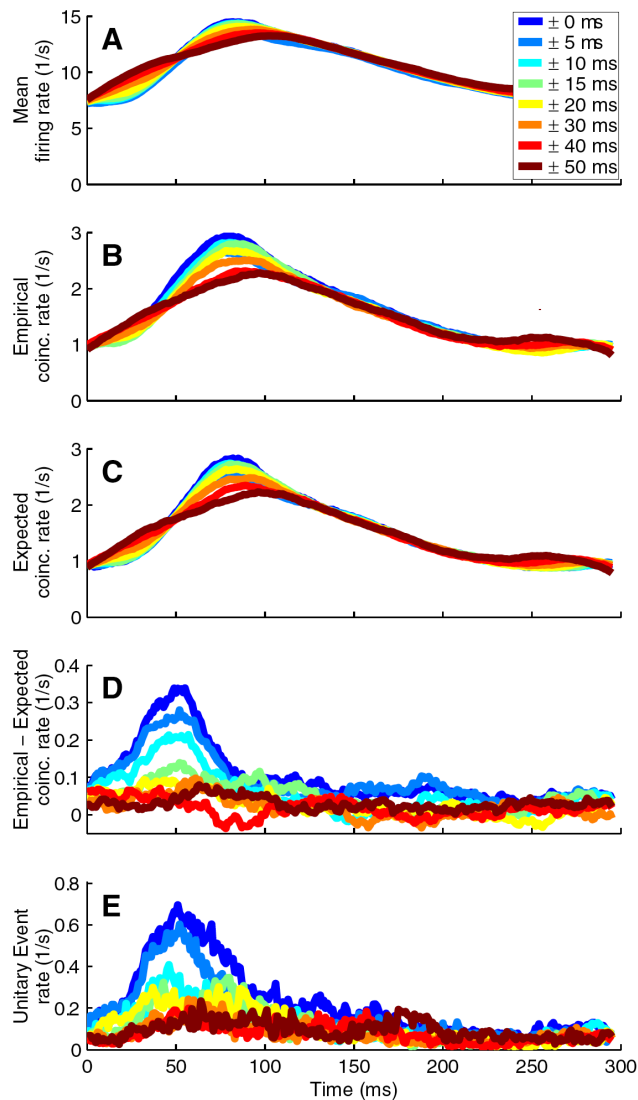 A
Mean
firing rate (1/s)
15
10
5
0
± 0 ms
± 5 ms
± 10 ms
± 15 ms
± 20 ms
± 30 ms
± 40 ms
± 50 ms
B
Empirical
coinc. rate (1/s)
3
2
1
0
C
Expected
coinc. rate (1/s)
3
2
1
0
D
Empirical − Expected
coinc. rate (1/s)
0.4
0.3
0.2
0.1
0
E
Unitary Event
rate (1/s)
0.8
0.6
0.4
0.2
0
0 50 100 150 200 250 300
Time (ms)